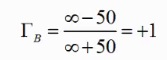 Γ_B = (∞−50)/(∞+50) = +1